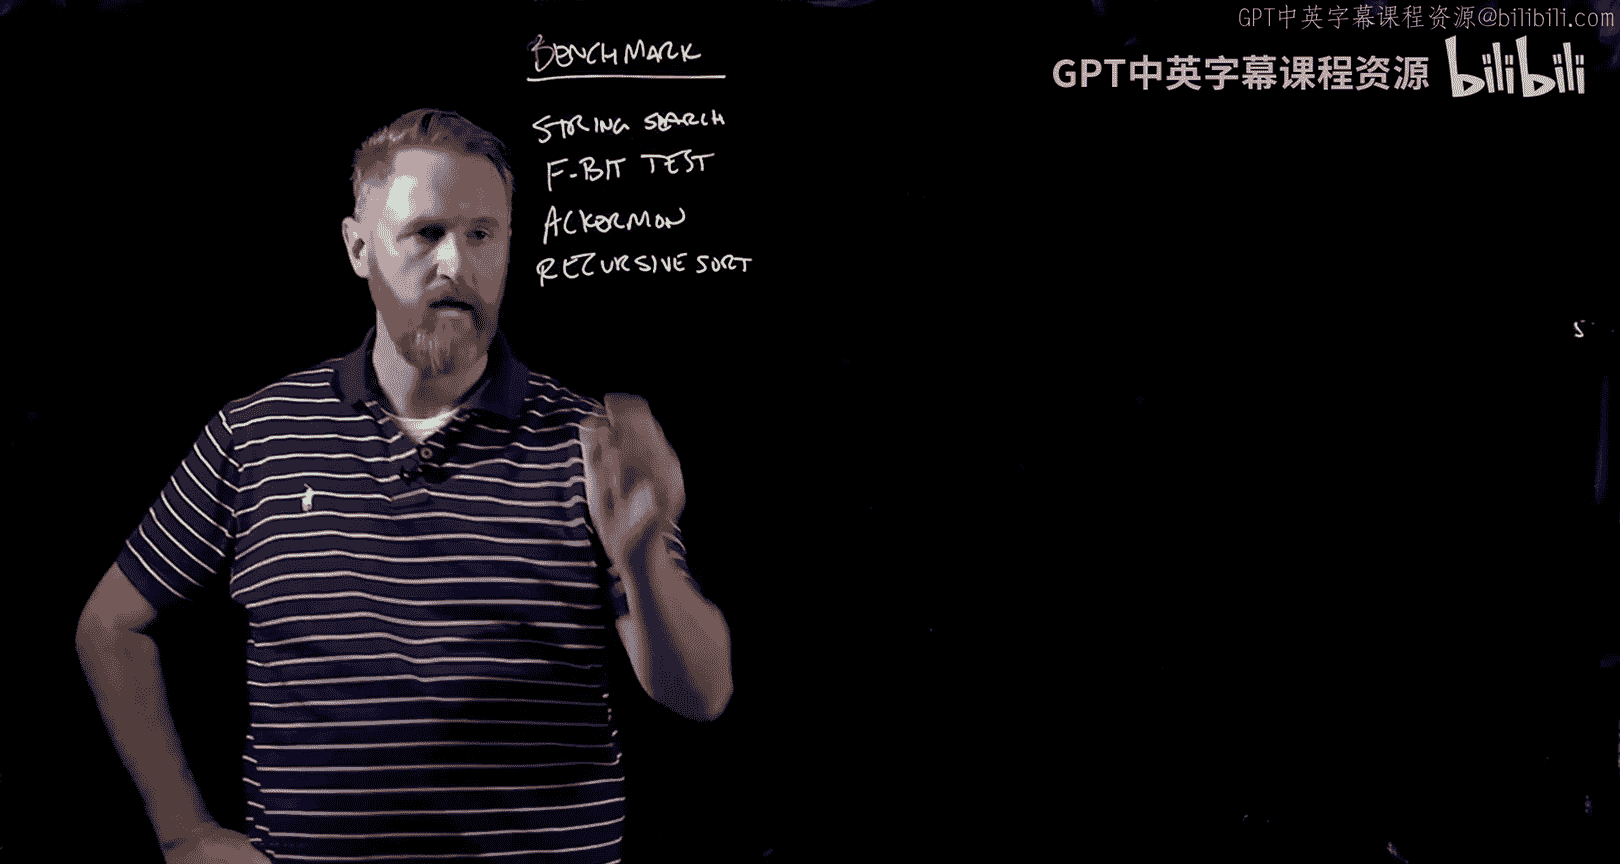 GPT中英字幕课程资源@bilibili.com
GPT中英字幕课程资源 bilibili
BENCHMARK
STRING SEARCH
F-BIT TEST
ACKERMON
RECURSIVE SORT
S